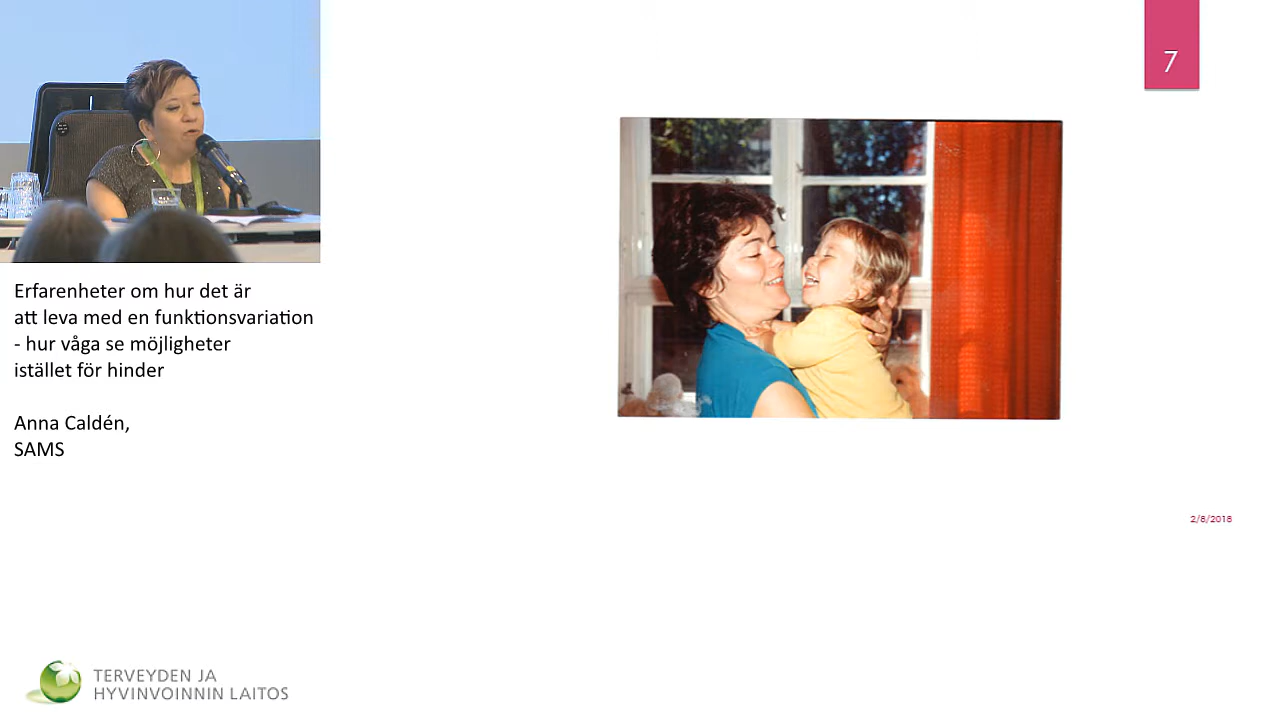 7
Erfarenheter om hur det är
att leva med en funktionsvariation
- hur våga se möjligheter
istället för hinder
Anna Caldén,
SAMS
2/6/2018
TERVEYDEN JA
HYVINVOINNIN LAITOS